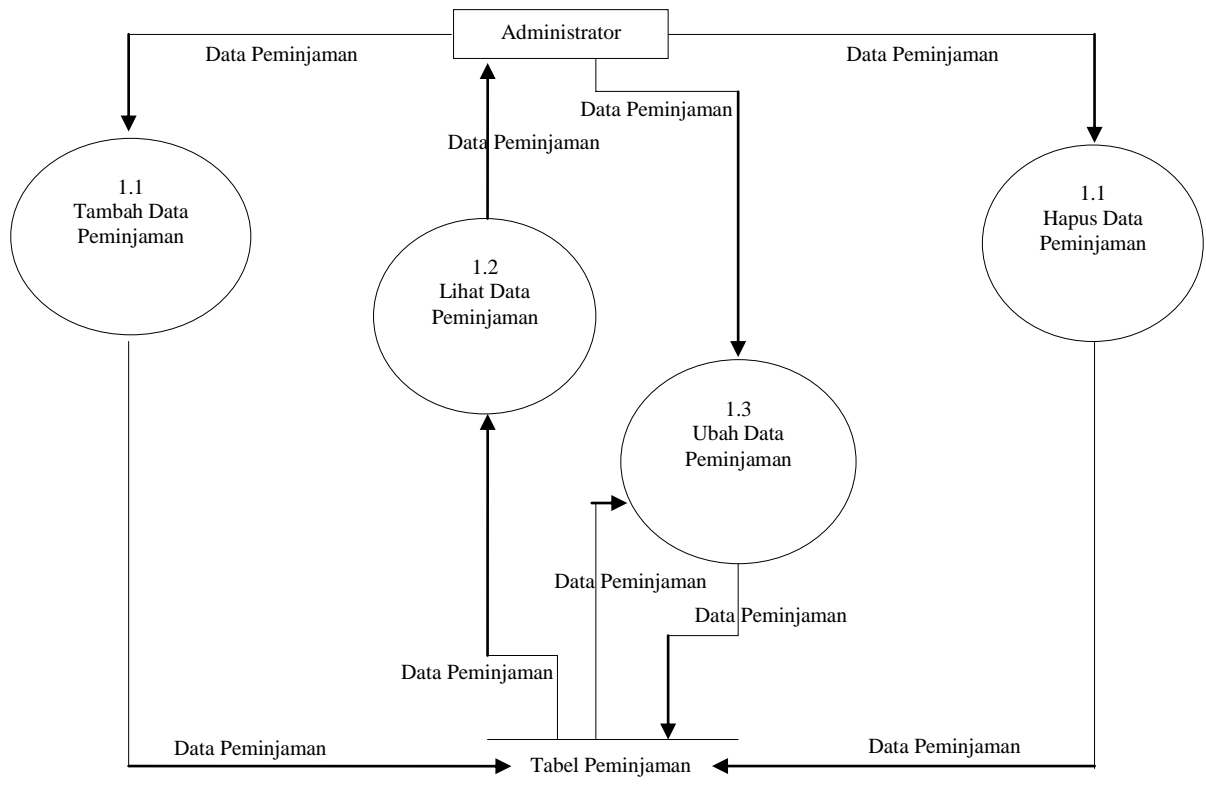 Administrator
Data Peminjaman
Data Peminjaman
Data Peminjaman
Data Peminjaman
1.1
Tambah Data
Peminjaman
1.1
Hapus Data
Peminjaman
1.2
Lihat Data
Peminjaman
1.3
Ubah Data
Peminjaman
Data Peminjaman
Data Peminjaman
Data Peminjaman
Data Peminjaman
Data Peminjaman
Tabel Peminjaman